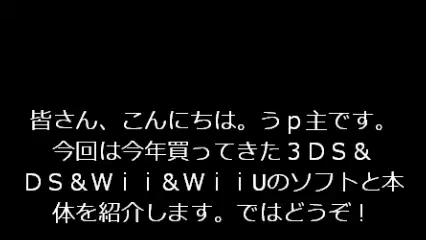 皆さん、こんにちは。うｐ主です。
今回は今年買ってきた３ＤＳ＆
ＤＳ＆Ｗｉｉ＆ＷｉｉUのソフトと本
体を紹介します。ではどうぞ！